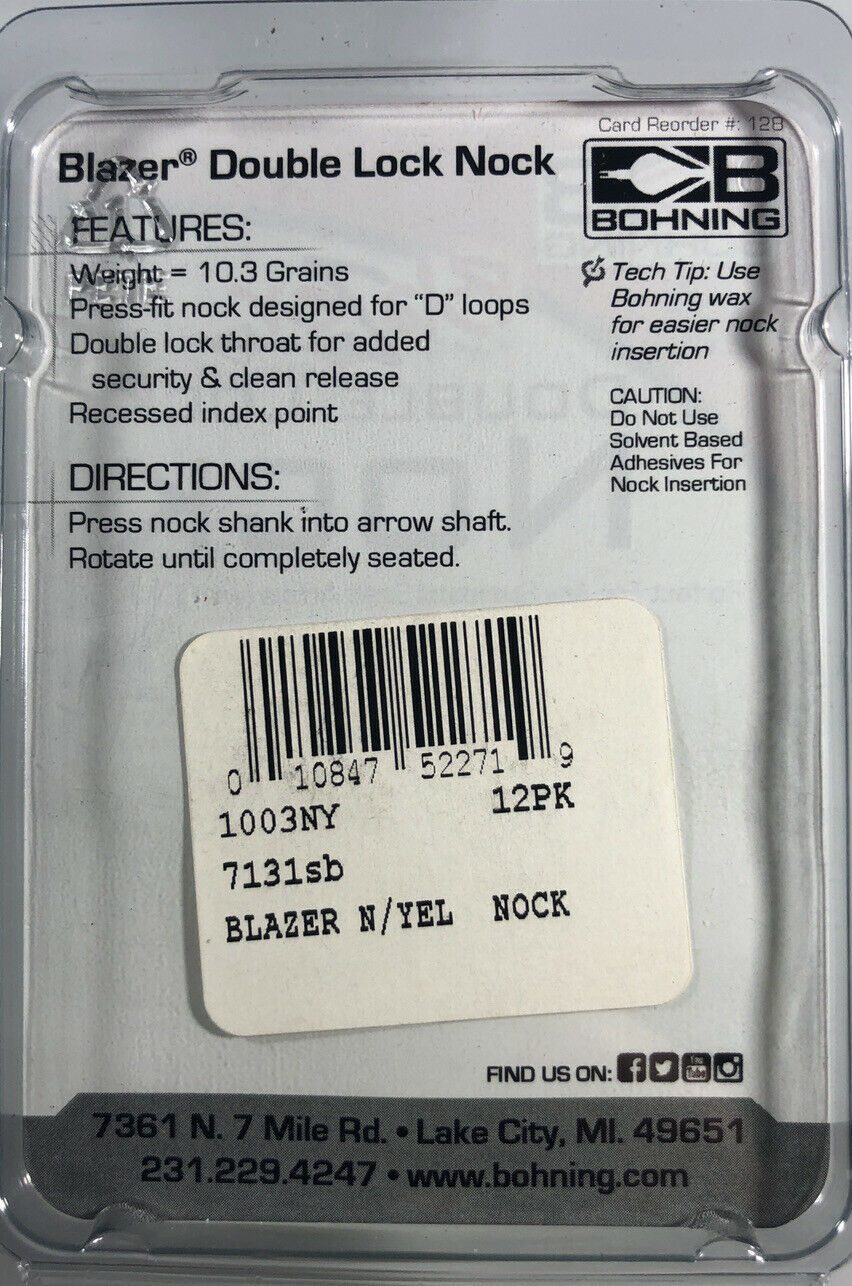 Card Reorder #: 128
Blazer® Double Lock Nock
BOHNING
FEATURES:
Weight = 10.3 Grains
Press-fit nock designed for “D” loops
Double lock throat for added
security & clean release
Recessed index point
Tech Tip: Use
Bohning wax
for easier nock
insertion
CAUTION:
Do Not Use
Solvent Based
Adhesives For
Nock Insertion
DIRECTIONS:
Press nock shank into arrow shaft.
Rotate until completely seated.
0 10847 52271 9
1003NY 12PK
7131sb
BLAZER N/YEL NOCK
FIND US ON: You Tube
7361 N. 7 Mile Rd. • Lake City, MI. 49651
231.229.4247 • www.bohning.com